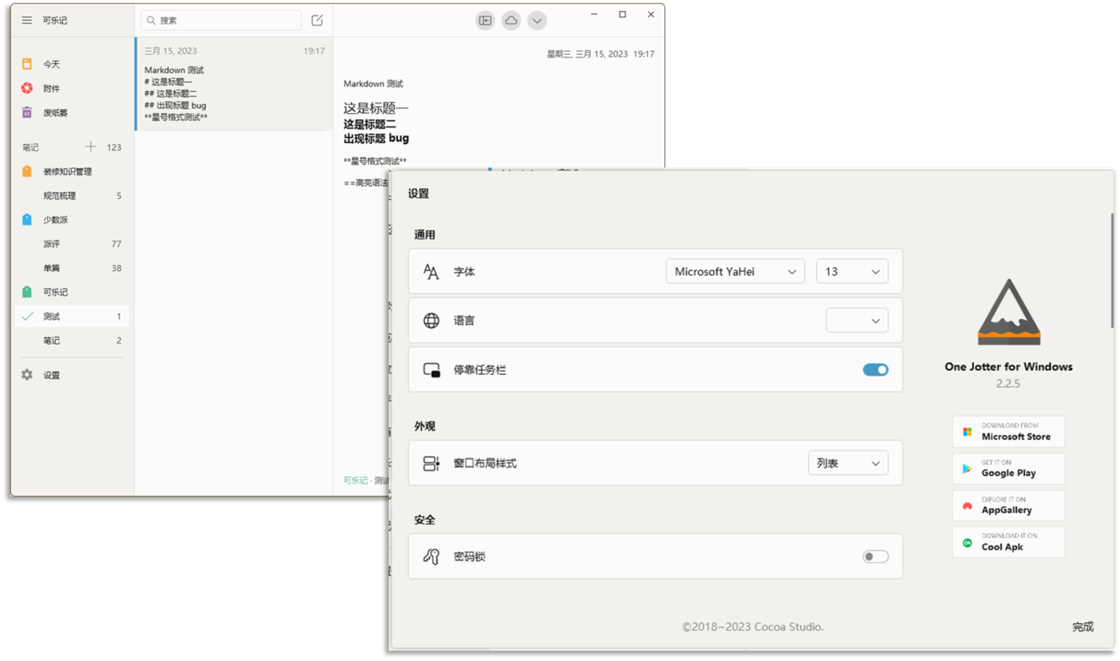 可乐记
搜索
今天
附件
废纸篓
笔记 123
装修知识管理
规范梳理 5
少数派
派评 77
单篇 38
可乐记
测试 1
笔记 2
设置
三月 15, 2023 19:17
Markdown 测试
# 这是标题一
## 这是标题二
## 出现标题 bug
**星号格式测试**
星期三, 三月 15, 2023 19:17
Markdown 测试
这是标题一
这是标题二
出现标题 bug
**星号格式测试**
==高亮语法
可乐记 - 测试
设置
通用
字体 Microsoft YaHei 13
语言
停靠任务栏
外观
窗口布局样式 列表
安全
密码锁
One Jotter for Windows
2.2.5
DOWNLOAD FROM
Microsoft Store
GET IT ON
Google Play
EXPLORE IT ON
AppGallery
DOWNLOAD IT ON
Cool Apk
©2018~2023 Cocoa Studio.
完成